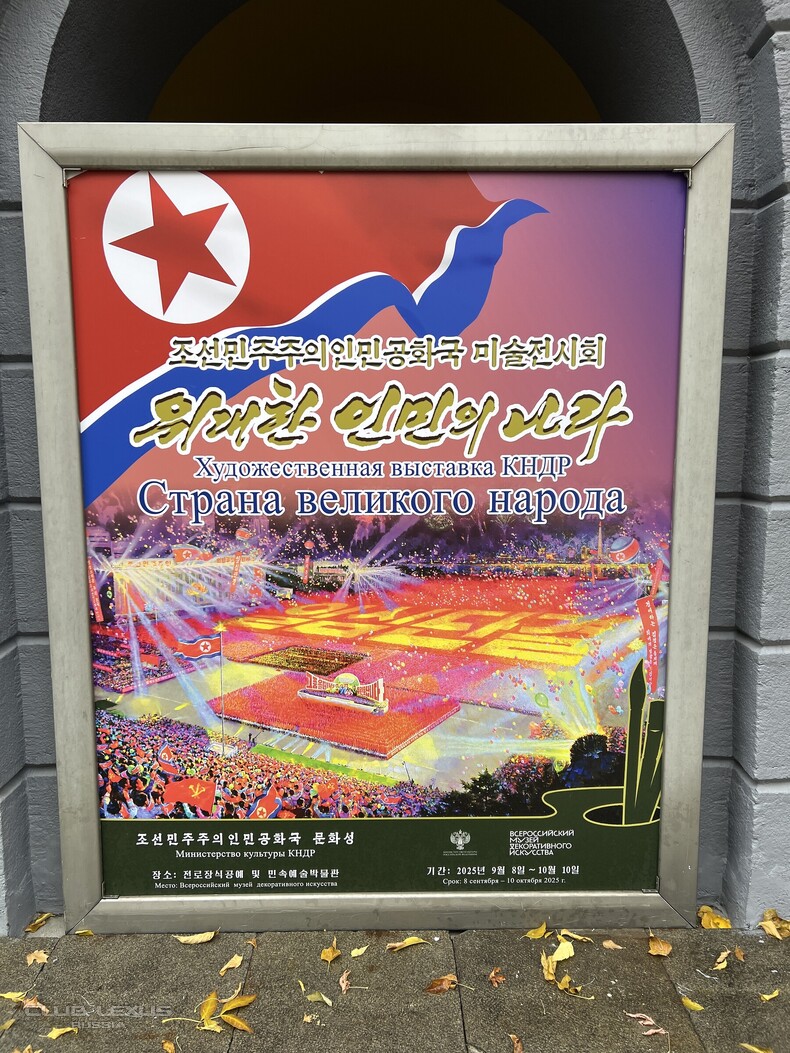 조선민주주의인민공화국 미술전시회
위대한 인민의 나라
Художественная выставка КНДР
Страна великого народа
조선민주주의인민공화국 문화성
Министерство культуры КНДР
장소: 전로장식공예 및 민속예술박물관
Место: Всероссийский музей декоративного искусства
ВСЕРОССИЙСКИЙ
МУЗЕЙ
ДЕКОРАТИВНОГО
ИСКУССТВА
기간: 2025년 9월 8일~10월 10일
Срок: 8 сентября – 10 октября 2025 г.
CLUB LEXUS
RUSSIA